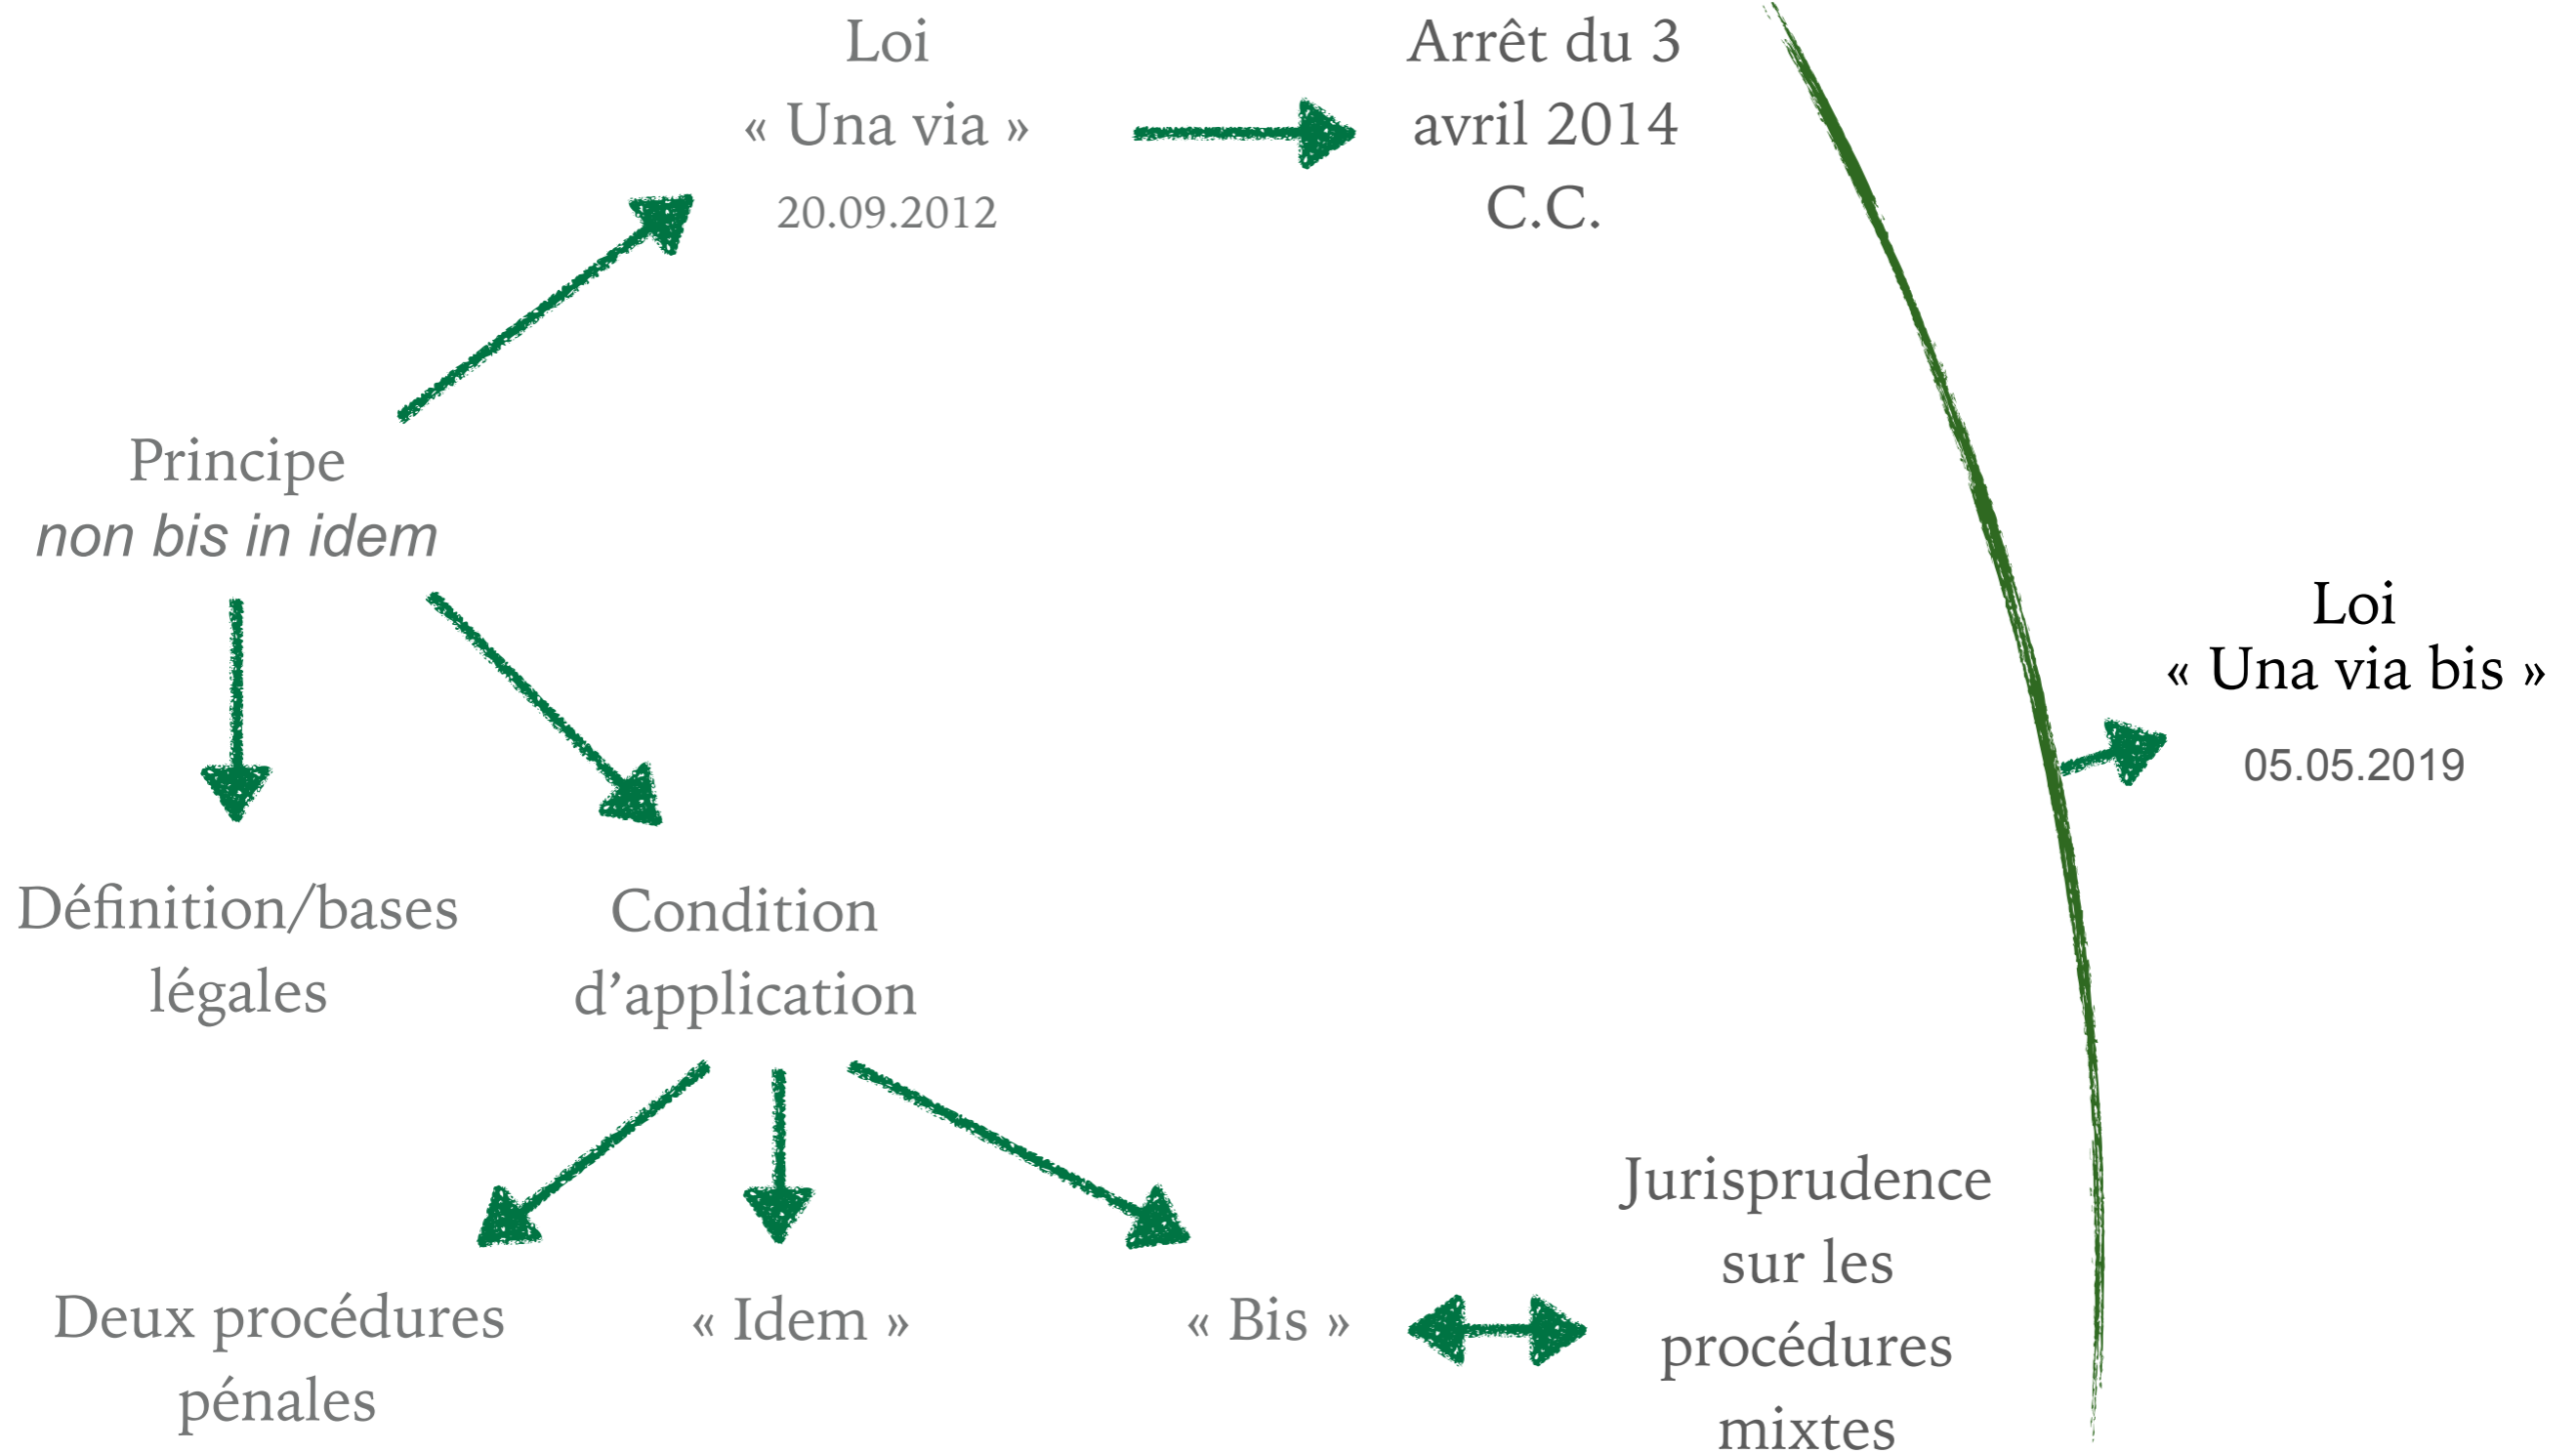 Loi
« Una via »
20.09.2012
Arrêt du 3
avril 2014
C.C.
Principe
non bis in idem
Loi
« Una via bis »
05.05.2019
Définition/bases
légales
Condition
d’application
Deux procédures
pénales
« Idem »
« Bis »
Jurisprudence
sur les
procédures
mixtes